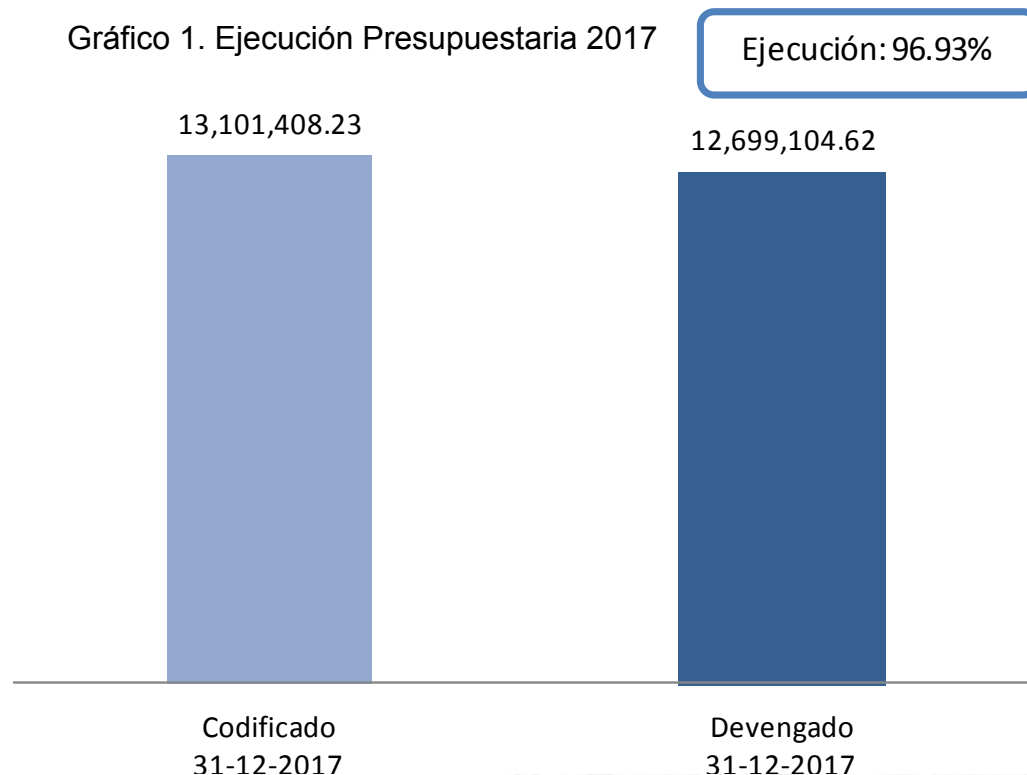 Gráfico 1. Ejecución Presupuestaria 2017
Ejecución: 96.93%
13,101,408.23
12,699,104.62
Codificado
31-12-2017
Devengado
31-12-2017